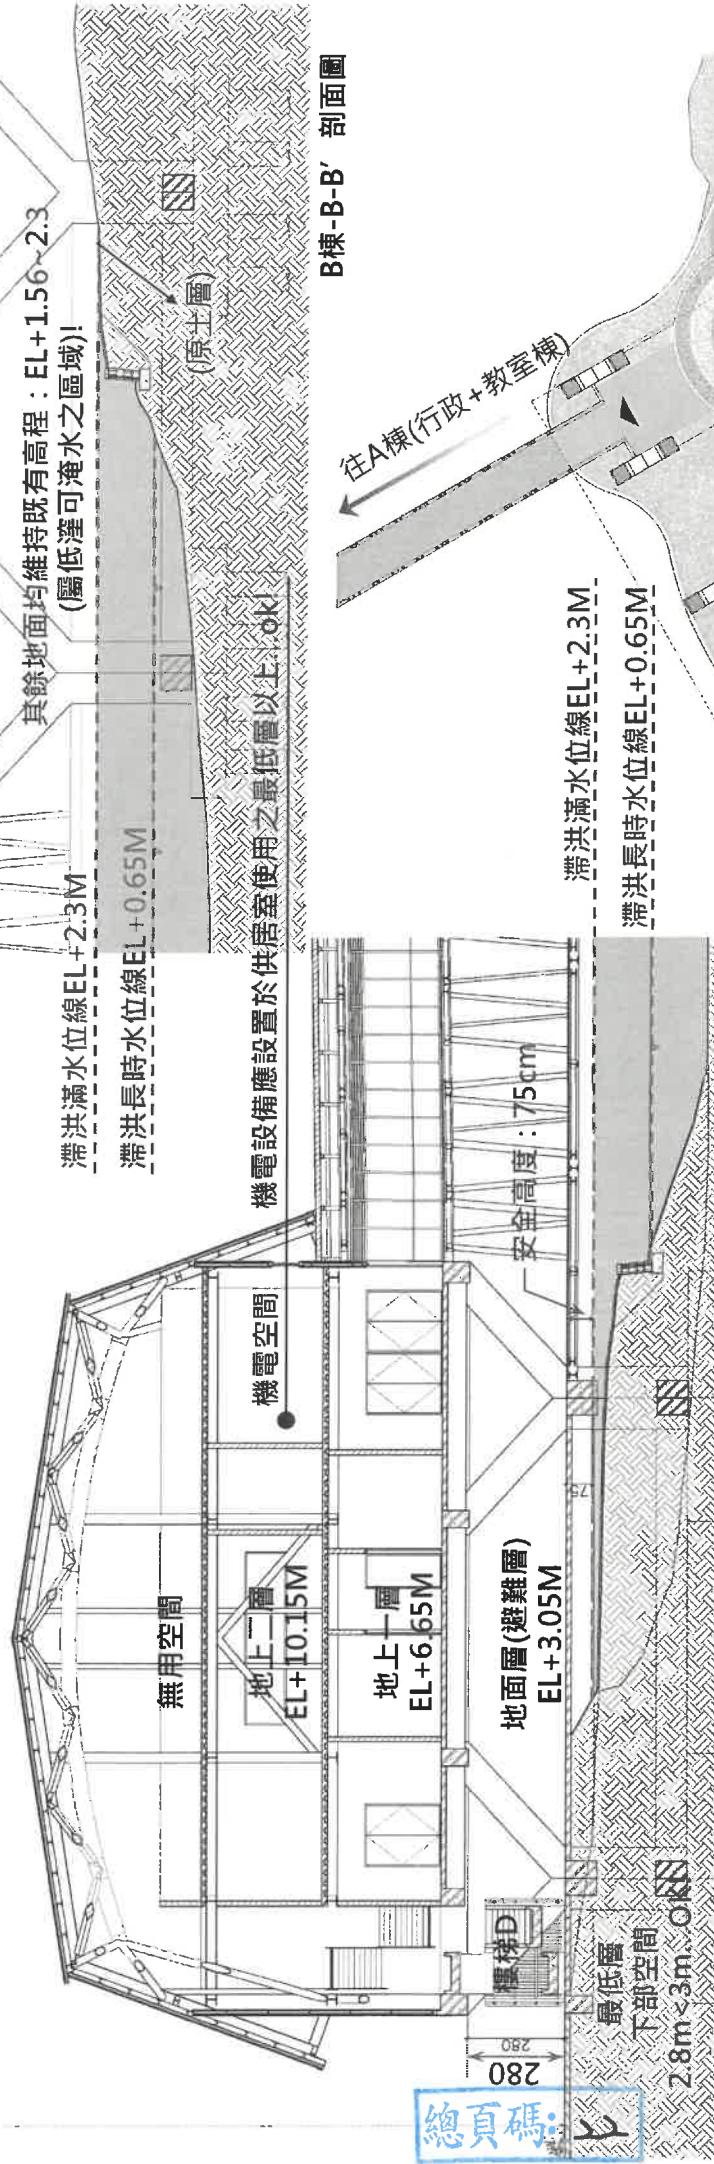 其餘地面均維持既有高程：EL+1.56~2.3
(屬低漥可淹水之區域)!
滯洪滿水位線EL+2.3M
滯洪長時水位線EL+0.65M
(原土層)
B棟-B-B' 剖面圖
機電設備應設置於供居室使用之最低層以上...ok!
往A棟(行政+教室棟)
滯洪滿水位線EL+2.3M
滯洪長時水位線EL+0.65M
安全高度：75cm
機電空間
無用空間
地上二層
EL+10.15M
地上一層
EL+6.65M
地面層(避難層)
EL+3.05M
75
樓梯D
最低層
下部空間
2.8m<3m...OK!
280
280
總頁碼: